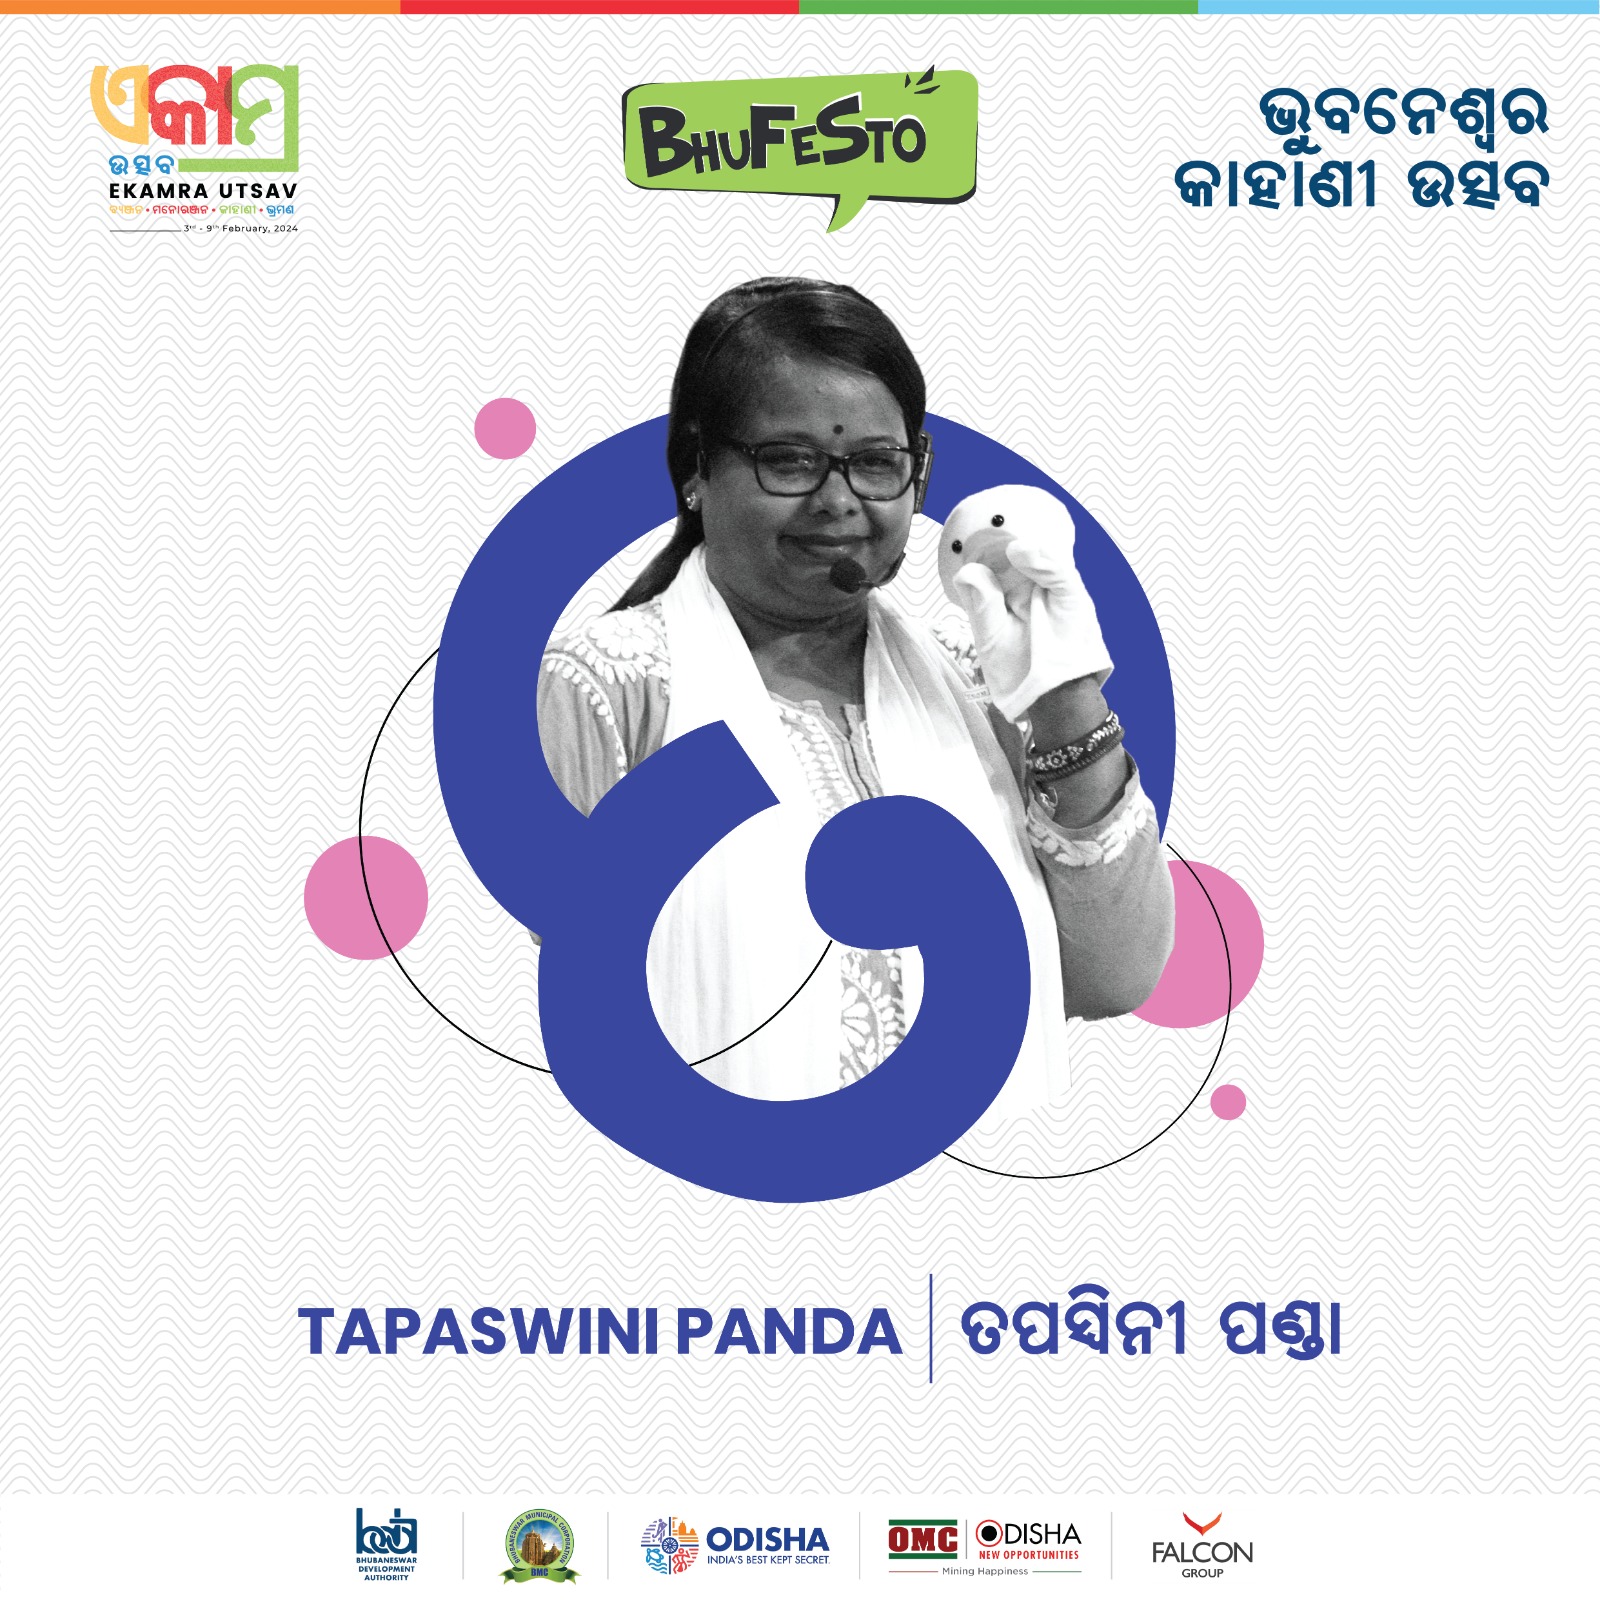 ଏକାମ୍ର
ଉତ୍ସବ
EKAMRA UTSAV
ବ୍ୟଞ୍ଜନ • ମନୋରଞ୍ଜନ • କାହାଣୀ • ଭ୍ରମଣ
3rd - 9th February, 2024
BHUFESTO
ଭୁବନେଶ୍ୱର
କାହାଣୀ ଉତ୍ସବ
TAPASWINI PANDA | ତପସ୍ୱିନୀ ପଣ୍ଡା
bda
BHUBANESWAR
DEVELOPMENT
AUTHORITY
BHUBANESWAR MUNICIPAL CORPORATION
BMC
ODISHA
INDIA'S BEST KEPT SECRET
OMC | ODISHA
NEW OPPORTUNITIES
Mining Happiness
FALCON
GROUP